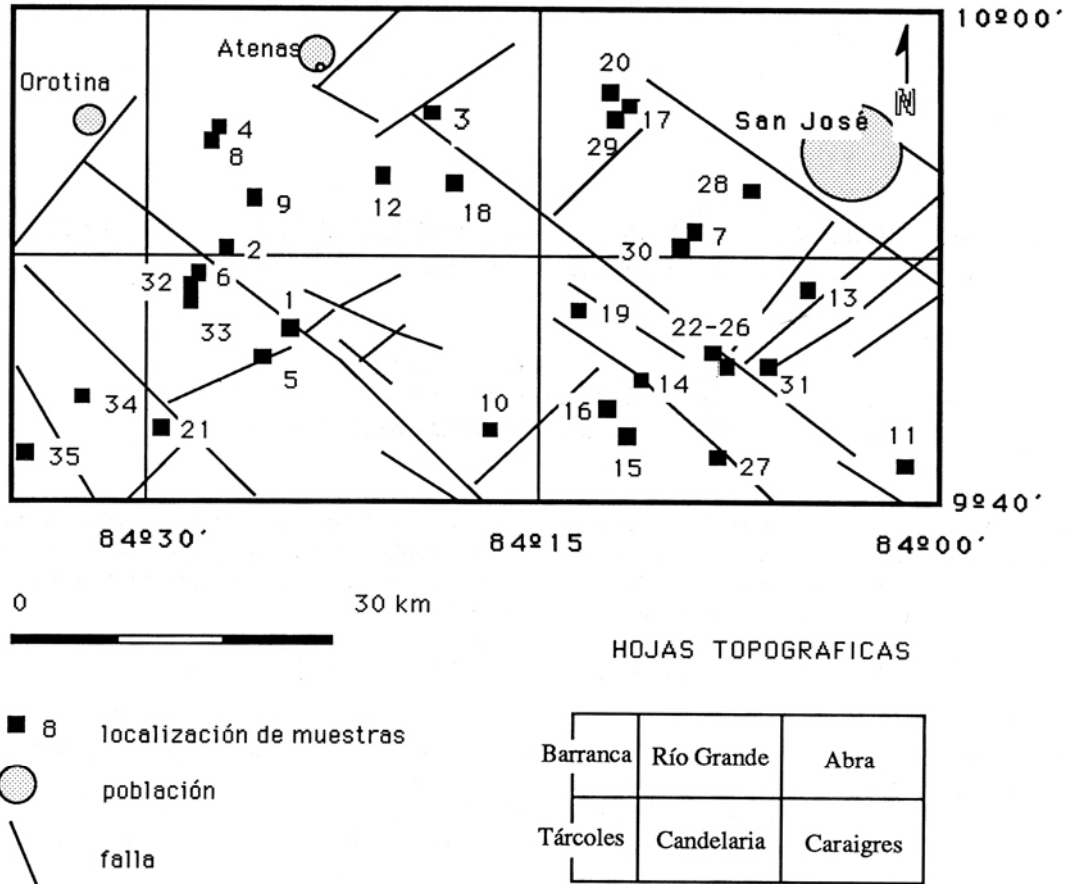 10º00´
Atenas
Orotina
20
3
17
San José
4
29
8
28
9
12
18
7
2
30
6
32
13
1
19
22-26
33
5
14
31
34
10
16
21
11
35
15
27
9º40´
84º30´
84º15
84º00´
N
0
30 km
HOJAS TOPOGRAFICAS
8 localización de muestras
población
falla
Barranca Río Grande Abra
Tárcoles Candelaria Caraigres